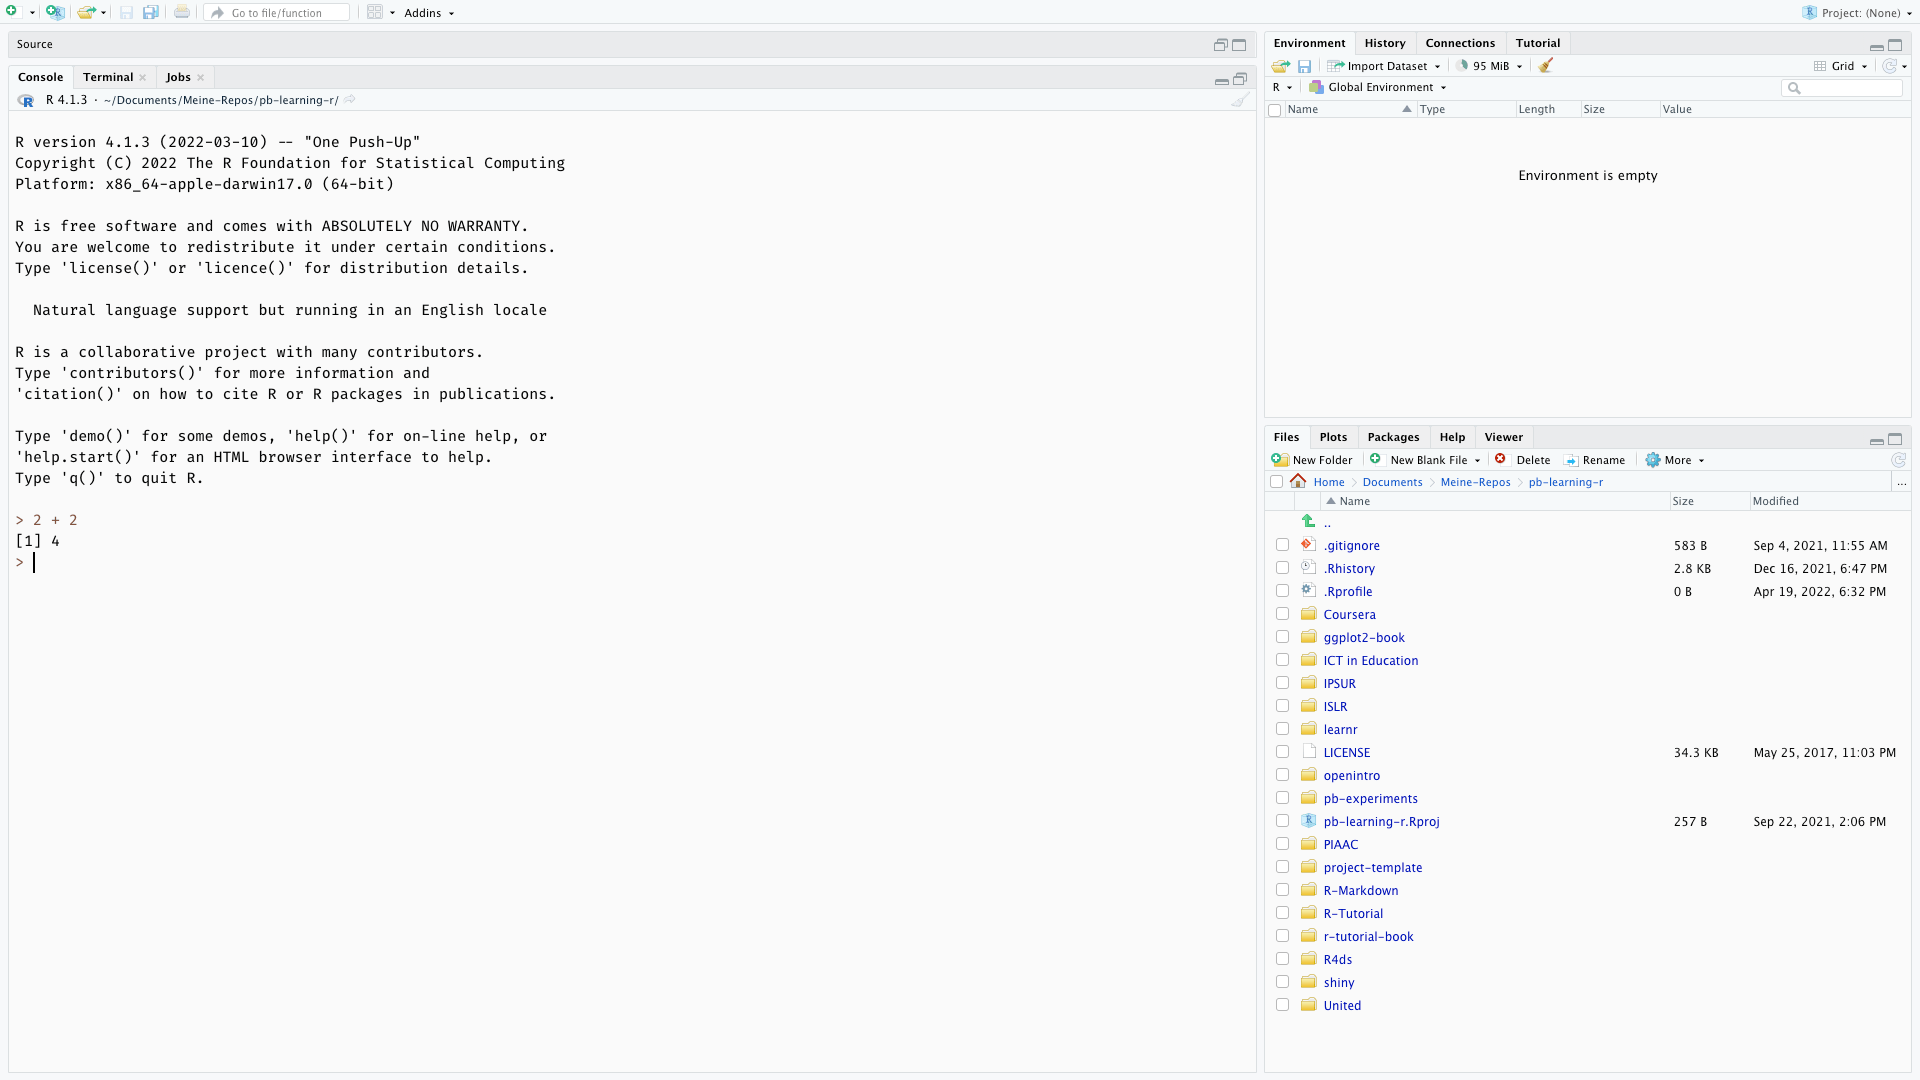 Go to file/function
Addins
Project: (None)
Source
Console Terminal Jobs
R 4.1.3 · ~/Documents/Meine-Repos/pb-learning-r/
R version 4.1.3 (2022-03-10) -- "One Push-Up"
Copyright (C) 2022 The R Foundation for Statistical Computing
Platform: x86_64-apple-darwin17.0 (64-bit)
R is free software and comes with ABSOLUTELY NO WARRANTY.
You are welcome to redistribute it under certain conditions.
Type 'license()' or 'licence()' for distribution details.
Natural language support but running in an English locale
R is a collaborative project with many contributors.
Type 'contributors()' for more information and
'citation()' on how to cite R or R packages in publications.
Type 'demo()' for some demos, 'help()' for on-line help, or
'help.start()' for an HTML browser interface to help.
Type 'q()' to quit R.
> 2 + 2
[1] 4
>
Environment History Connections Tutorial
Import Dataset 95 MiB Grid
R Global Environment
Name Type Length Size Value
Environment is empty
Files Plots Packages Help Viewer
New Folder New Blank File Delete Rename More
Home Documents Meine-Repos pb-learning-r ...
Name Size Modified
..
.gitignore 583 B Sep 4, 2021, 11:55 AM
.Rhistory 2.8 KB Dec 16, 2021, 6:47 PM
.Rprofile 0 B Apr 19, 2022, 6:32 PM
Coursera
ggplot2-book
ICT in Education
IPSUR
ISLR
learnr
LICENSE 34.3 KB May 25, 2017, 11:03 PM
openintro
pb-experiments
pb-learning-r.Rproj 257 B Sep 22, 2021, 2:06 PM
PIAAC
project-template
R-Markdown
R-Tutorial
r-tutorial-book
R4ds
shiny
United